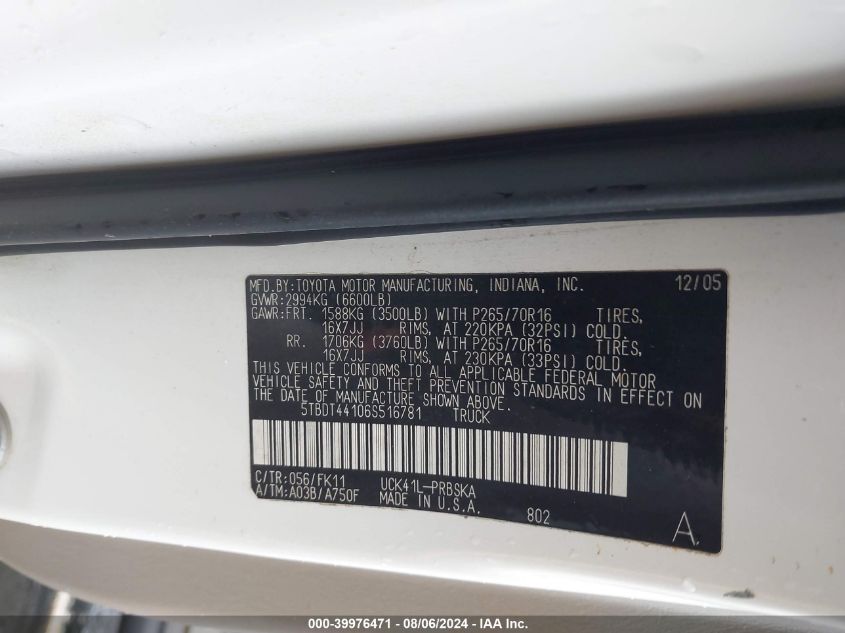 MFD.BY:TOYOTA MOTOR MANUFACTURING, INDIANA, INC. 12/05
GVWR:2994KG (6600LB)
GAWR:FRT. 1588KG (3500LB) WITH P265/70R16 TIRES,
16X7JJ RIMS, AT 220KPA (32PSI) COLD.
RR. 1706KG (3760LB) WITH P265/70R16 TIRES,
16X7JJ RIMS, AT 230KPA (33PSI) COLD.
THIS VEHICLE CONFORMS TO ALL APPLICABLE FEDERAL MOTOR
VEHICLE SAFETY AND THEFT PREVENTION STANDARDS IN EFFECT ON
THE DATE OF MANUFACTURE SHOWN ABOVE.
5TBDT44106S516781 TRUCK
C/TR:056/FK11 UCK41L-PRBSKA
A/TM:A03B/A750F MADE IN U.S.A. 802 A
000-39976471 - 08/06/2024 - IAA Inc.